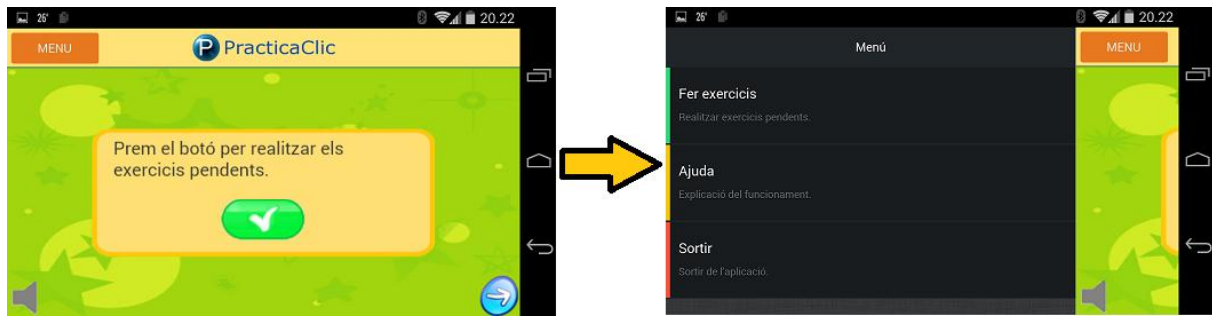 26° 20.22
MENU PracticaClic
Prem el botó per realitzar els
exercicis pendents.
26° 20.22
Menú MENU
Fer exercicis
Realitzar exercicis pendents.
Ajuda
Explicació del funcionament.
Sortir
Sortir de l'aplicació.